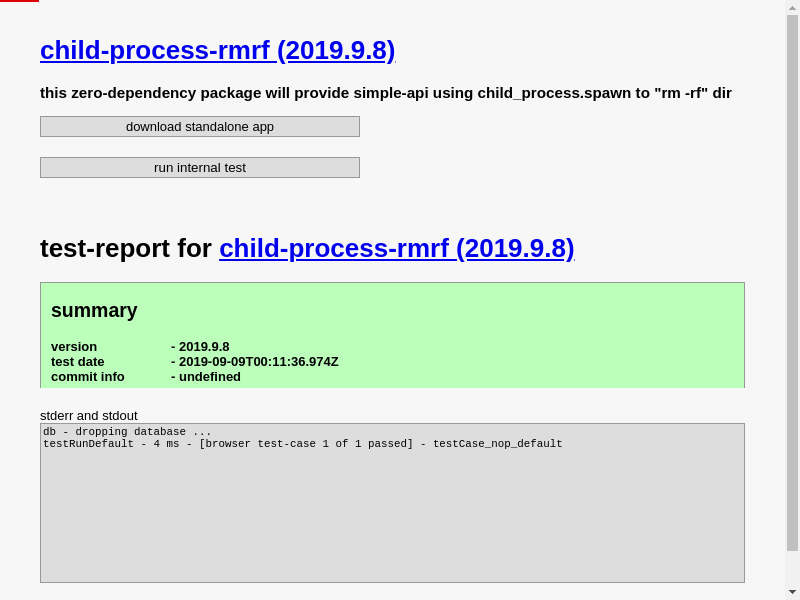 child-process-rmrf (2019.9.8)
this zero-dependency package will provide simple-api using child_process.spawn to "rm -rf" dir
download standalone app
run internal test
test-report for child-process-rmrf (2019.9.8)
summary
version - 2019.9.8
test date - 2019-09-09T00:11:36.974Z
commit info - undefined
stderr and stdout
db - dropping database ...
testRunDefault - 4 ms - [browser test-case 1 of 1 passed] - testCase_nop_default